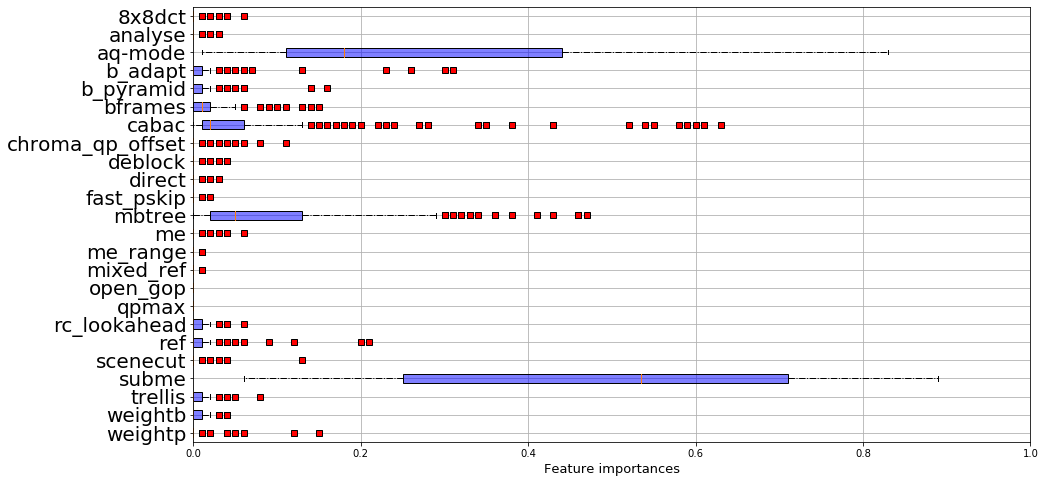 8x8dct
analyse
aq-mode
b_adapt
b_pyramid
bframes
cabac
chroma_qp_offset
deblock
direct
fast_pskip
mbtree
me
me_range
mixed_ref
open_gop
qpmax
rc_lookahead
ref
scenecut
subme
trellis
weightb
weightp
0.0 0.2 0.4 0.6 0.8 1.0
Feature importances